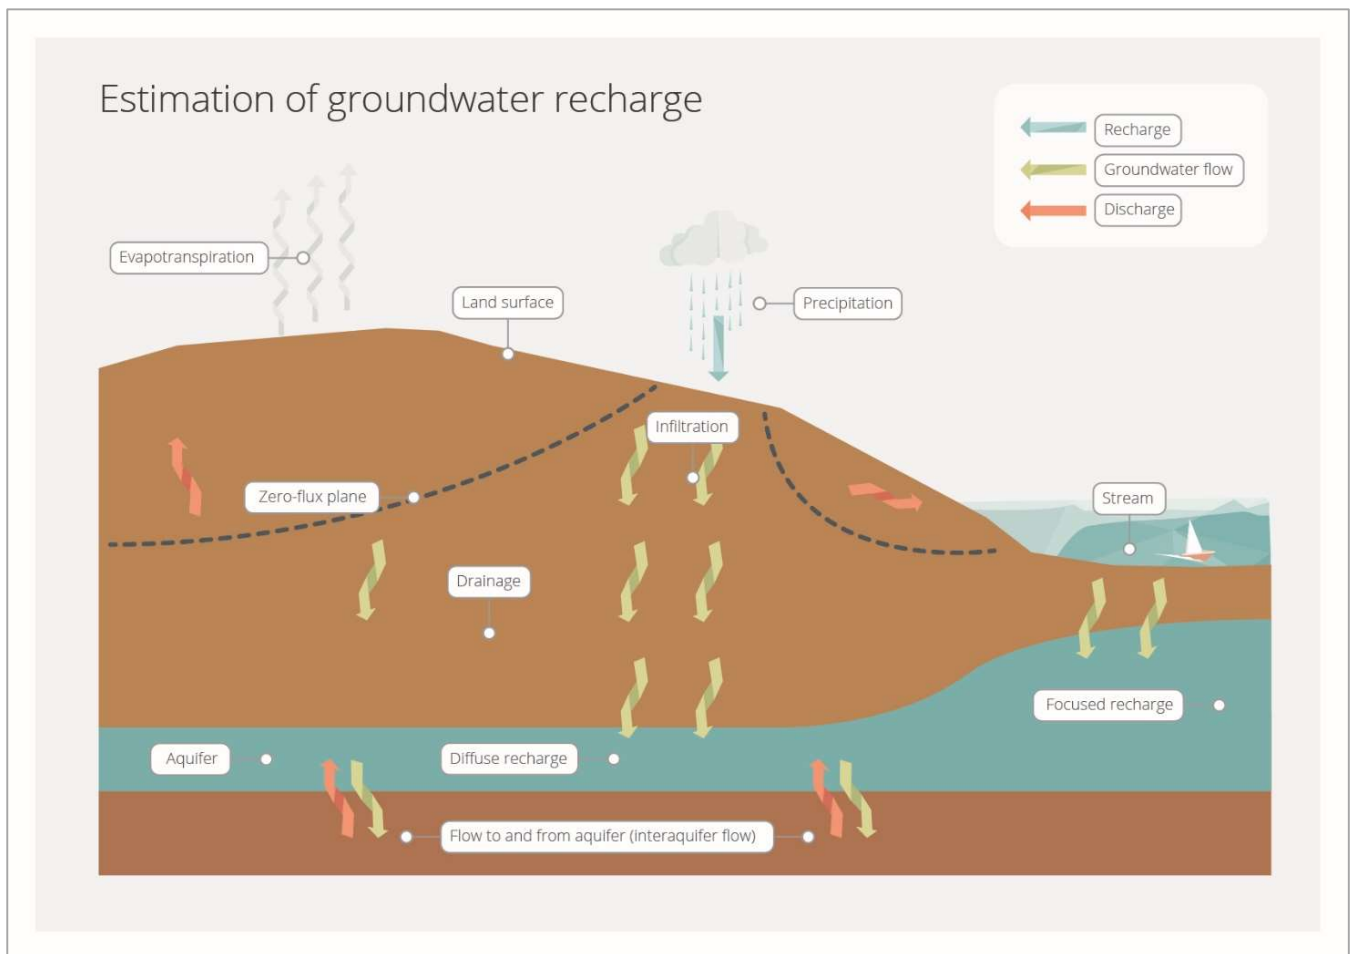 Estimation of groundwater recharge
Recharge
Groundwater flow
Discharge
Evapotranspiration
Land surface
Precipitation
Infiltration
Zero-flux plane
Stream
Drainage
Focused recharge
Aquifer
Diffuse recharge
Flow to and from aquifer (interaquifer flow)